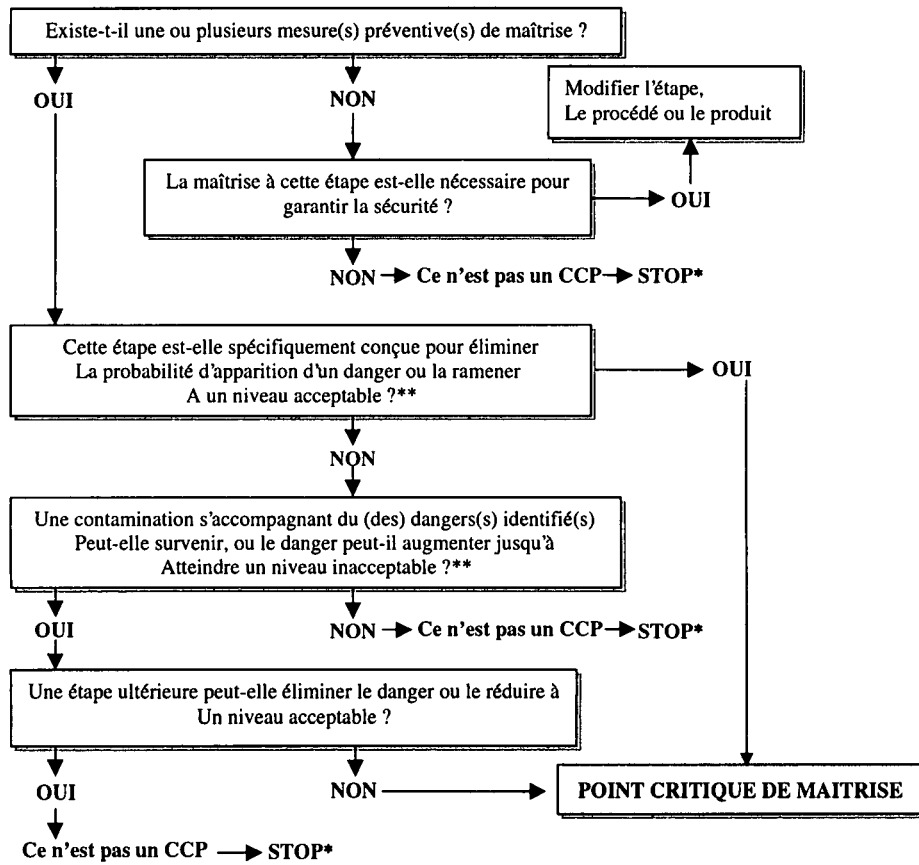 Existe-t-il une ou plusieurs mesure(s) préventive(s) de maîtrise ?
OUI
NON
Modifier l'étape,
Le procédé ou le produit
La maîtrise à cette étape est-elle nécessaire pour
garantir la sécurité ?
OUI
NON Ce n'est pas un CCP STOP*
Cette étape est-elle spécifiquement conçue pour éliminer
La probabilité d'apparition d'un danger ou la ramener
A un niveau acceptable ?**
OUI
NON
Une contamination s'accompagnant du (des) dangers(s) identifié(s)
Peut-elle survenir, ou le danger peut-il augmenter jusqu'à
Atteindre un niveau inacceptable ?**
OUI
NON Ce n'est pas un CCP STOP*
Une étape ultérieure peut-elle éliminer le danger ou le réduire à
Un niveau acceptable ?
OUI
NON
POINT CRITIQUE DE MAITRISE
Ce n'est pas un CCP STOP*